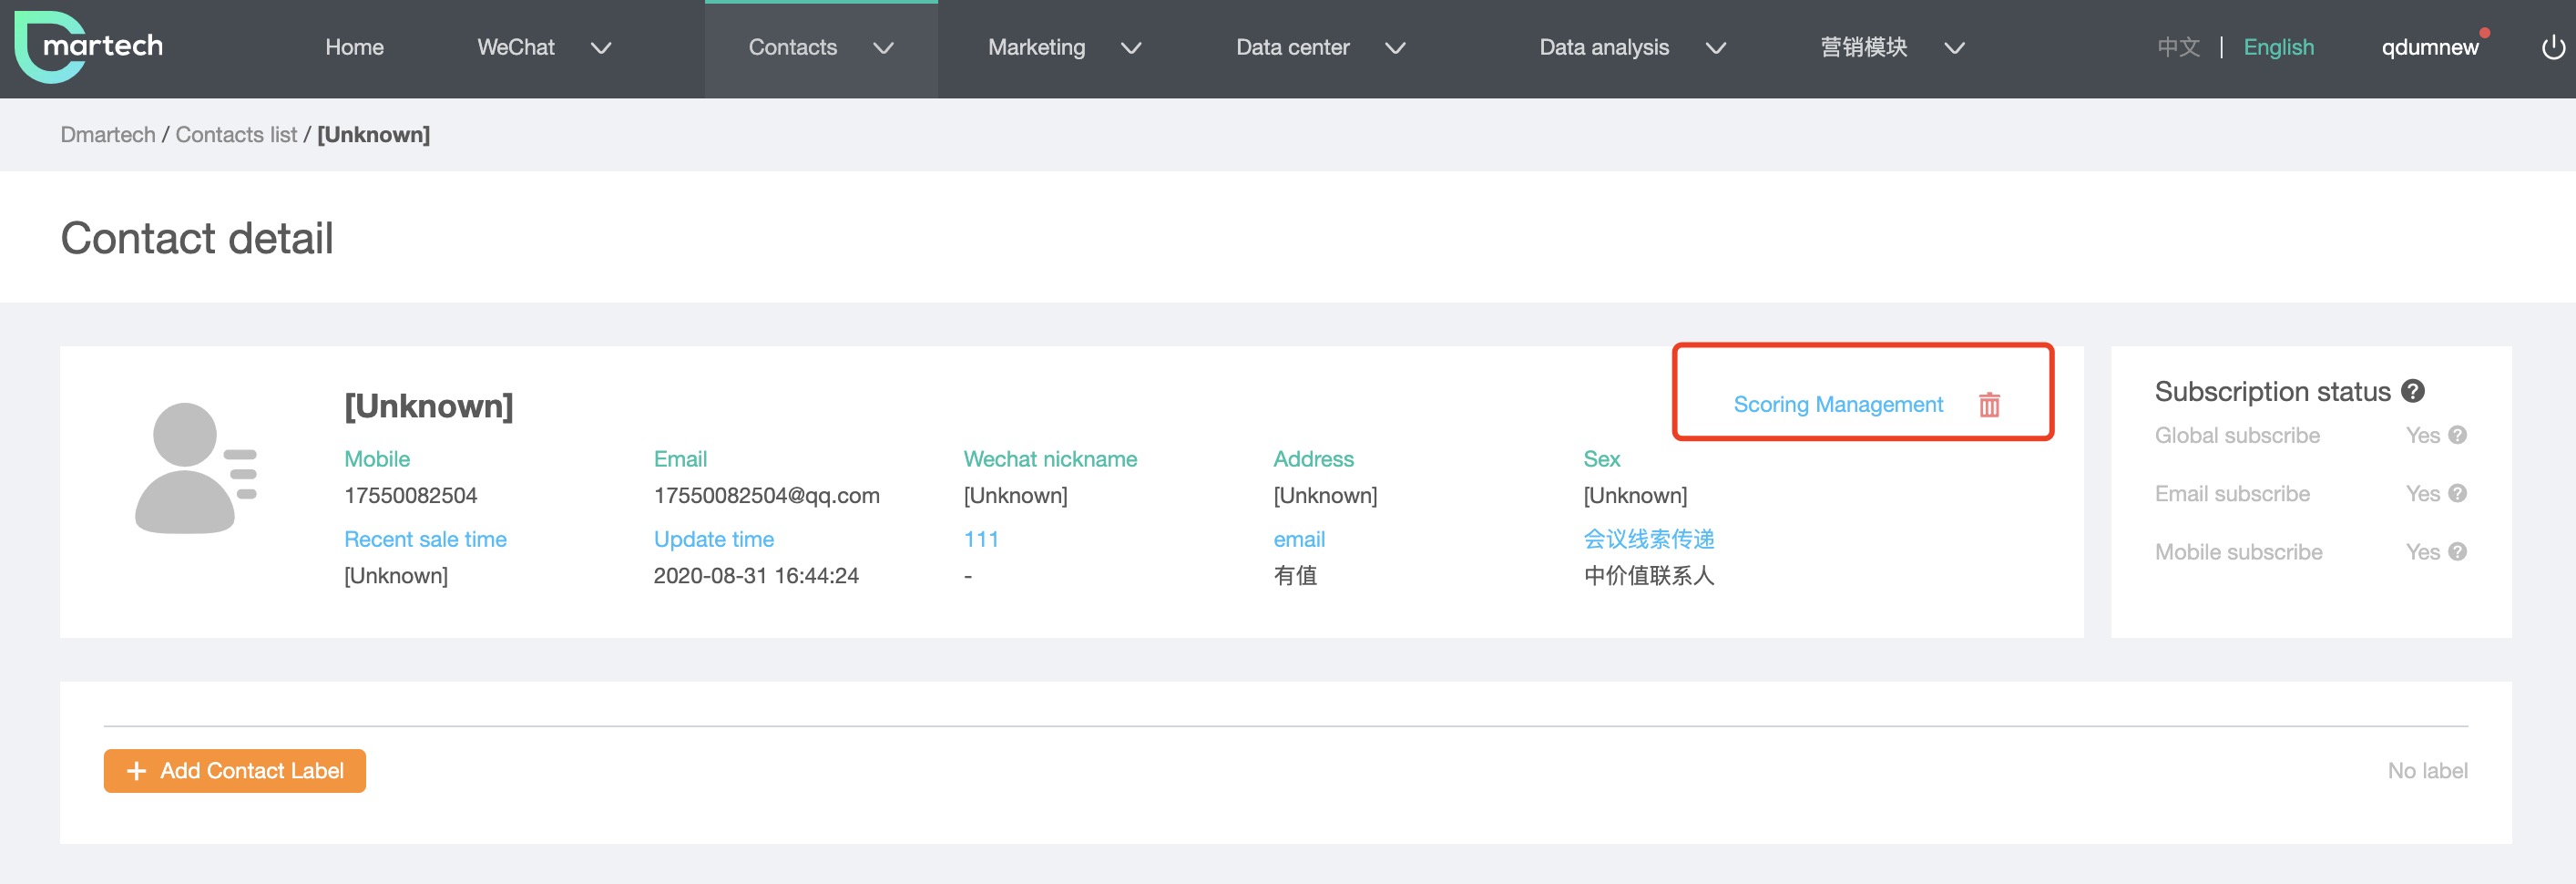 martech
Home WeChat Contacts Marketing Data center Data analysis 营销模块 中文 | English qdumnew
Dmartech / Contacts list / [Unknown]
Contact detail
[Unknown]
Scoring Management
Mobile Email Wechat nickname Address Sex
17550082504 17550082504@qq.com [Unknown] [Unknown] [Unknown]
Recent sale time Update time 111 email 会议线索传递
[Unknown] 2020-08-31 16:44:24 - 有值 中价值联系人
Subscription status ?
Global subscribe Yes ?
Email subscribe Yes ?
Mobile subscribe Yes ?
+ Add Contact Label
No label